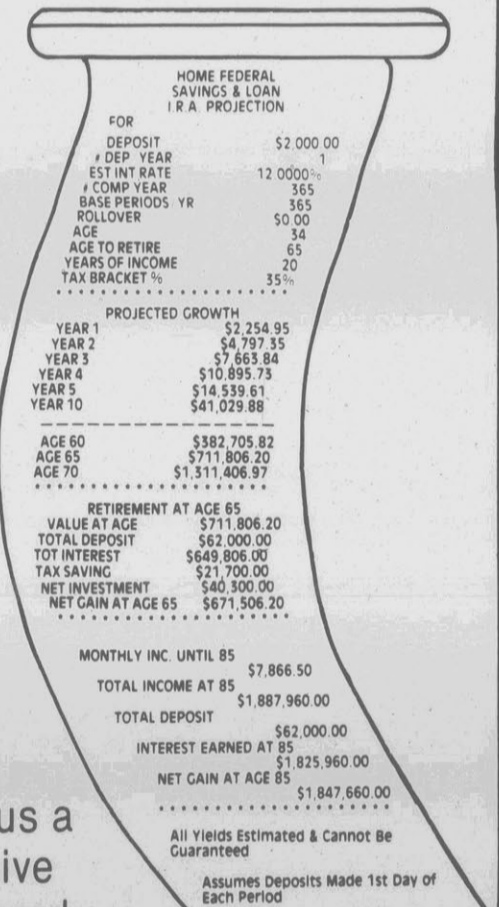 HOME FEDERAL
SAVINGS & LOAN
I.R.A. PROJECTION
FOR
DEPOSIT $2,000.00
# DEP YEAR 1
EST INT RATE 12.0000%
# COMP YEAR 365
BASE PERIODS YR 365
ROLLOVER $0.00
AGE 34
AGE TO RETIRE 65
YEARS OF INCOME 20
TAX BRACKET % 35%
PROJECTED GROWTH
YEAR 1 $2,254.95
YEAR 2 $4,797.35
YEAR 3 $7,663.84
YEAR 4 $10,895.73
YEAR 5 $14,539.61
YEAR 10 $41,029.88
AGE 60 $382,705.82
AGE 65 $711,806.20
AGE 70 $1,311,406.97
RETIREMENT AT AGE 65
VALUE AT AGE $711,806.20
TOTAL DEPOSIT $62,000.00
TOT INTEREST $649,806.00
TAX SAVING $21,700.00
NET INVESTMENT $40,300.00
NET GAIN AT AGE 65 $671,506.20
MONTHLY INC. UNTIL 85
$7,866.50
TOTAL INCOME AT 85
$1,887,960.00
TOTAL DEPOSIT
$62,000.00
INTEREST EARNED AT 85
$1,825,960.00
NET GAIN AT AGE 85
$1,847,660.00
us a
ive
All Yields Estimated & Cannot Be
Guaranteed
Assumes Deposits Made 1st Day of
Each Period